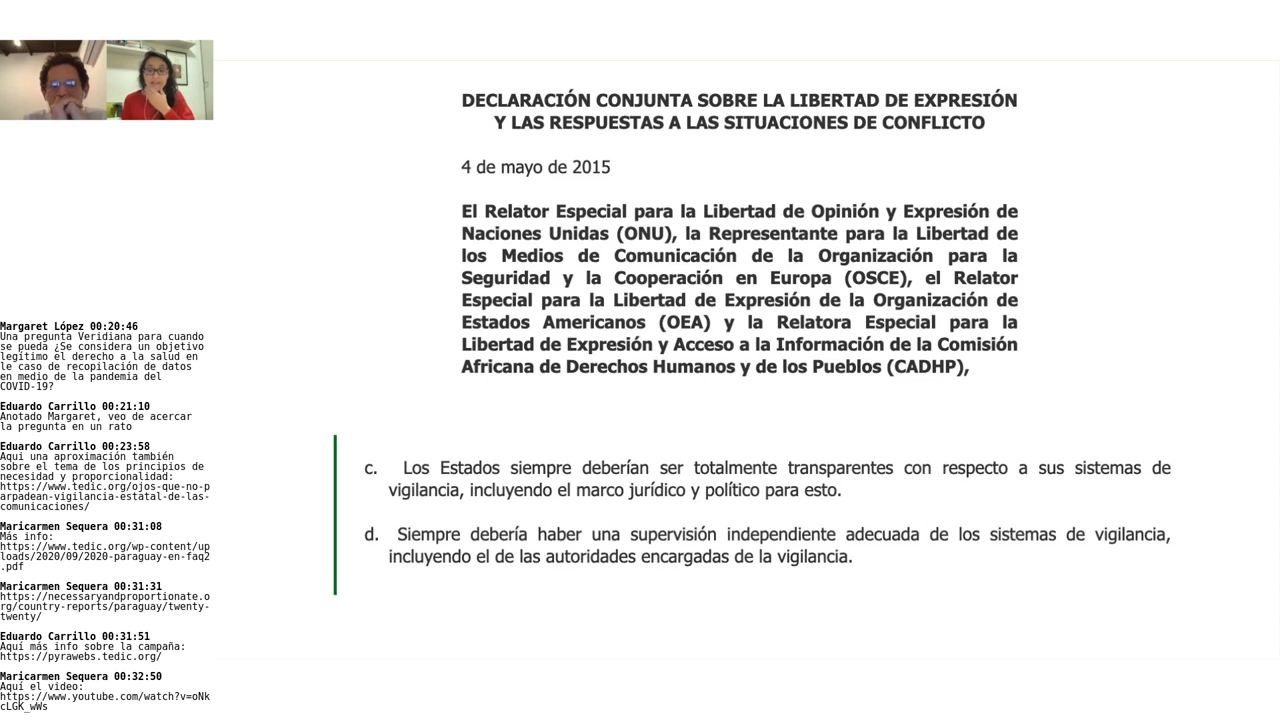 DECLARACIÓN CONJUNTA SOBRE LA LIBERTAD DE EXPRESIÓN
Y LAS RESPUESTAS A LAS SITUACIONES DE CONFLICTO
4 de mayo de 2015
El Relator Especial para la Libertad de Opinión y Expresión de
Naciones Unidas (ONU), la Representante para la Libertad de
los Medios de Comunicación de la Organización para la
Seguridad y la Cooperación en Europa (OSCE), el Relator
Especial para la Libertad de Expresión de la Organización de
Estados Americanos (OEA) y la Relatora Especial para la
Libertad de Expresión y Acceso a la Información de la Comisión
Africana de Derechos Humanos y de los Pueblos (CADHP),
c. Los Estados siempre deberían ser totalmente transparentes con respecto a sus sistemas de
vigilancia, incluyendo el marco jurídico y político para esto.
d. Siempre debería haber una supervisión independiente adecuada de los sistemas de vigilancia,
incluyendo el de las autoridades encargadas de la vigilancia.
Margaret López 00:20:46
Una pregunta Veridiana para cuando
se pueda ¿Se considera un objetivo
legítimo el derecho a la salud en
le caso de recopilación de datos
en medio de la pandemia del
COVID-19?
Eduardo Carrillo 00:21:10
Anotado Margaret, veo de acercar
la pregunta en un rato
Eduardo Carrillo 00:23:58
Aqui una aproximación también
sobre el tema de los principios de
necesidad y proporcionalidad:
https://www.tedic.org/ojos-que-no-p
arpadean-vigilancia-estatal-de-las-
comunicaciones/
Maricarmen Sequera 00:31:08
Más info:
https://www.tedic.org/wp-content/up
loads/2020/09/2020-paraguay-en-faq2
.pdf
Maricarmen Sequera 00:31:31
https://necessaryandproportionate.o
rg/country-reports/paraguay/twenty-
twenty/
Eduardo Carrillo 00:31:51
Aquí más info sobre la campaña:
https://pyrawebs.tedic.org/
Maricarmen Sequera 00:32:50
Aquí el video:
https://www.youtube.com/watch?v=oNk
cLGK_wWs